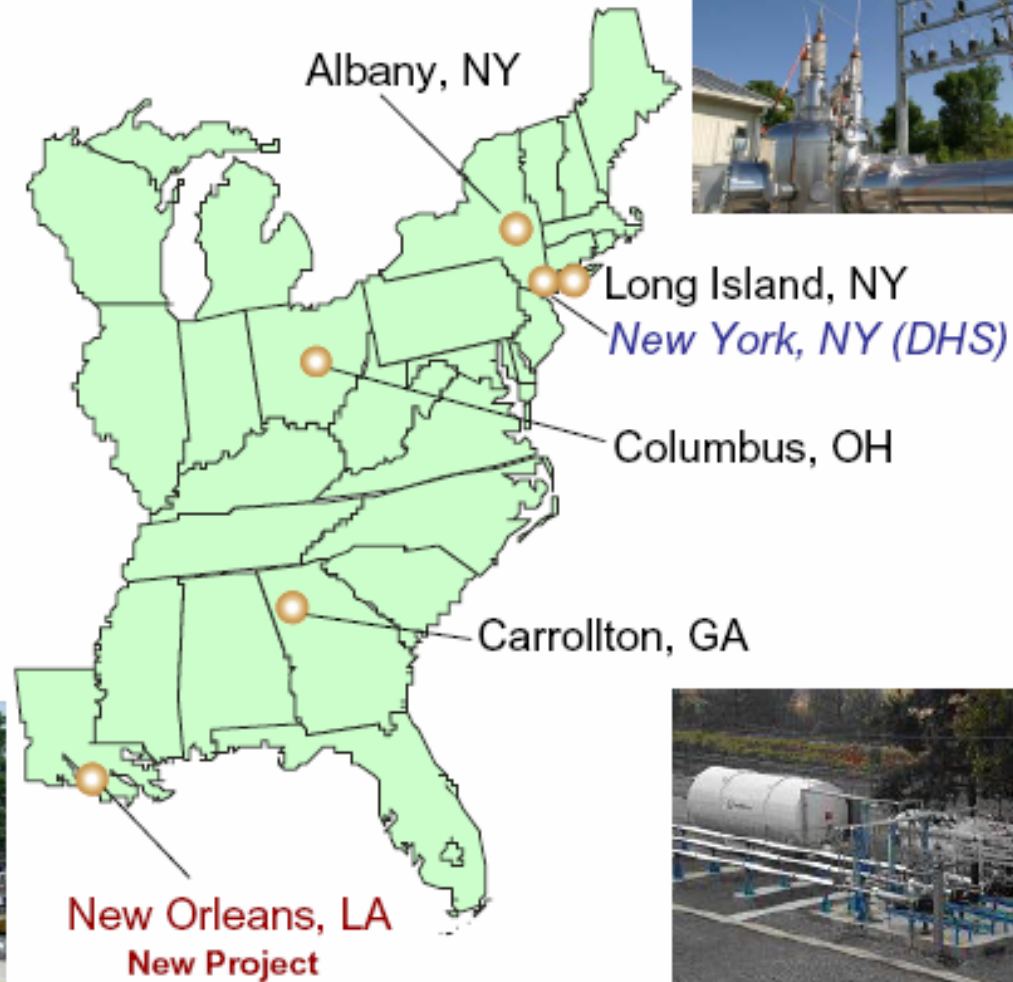 Albany, NY
Long Island, NY
New York, NY (DHS)
Columbus, OH
Carrollton, GA
New Orleans, LA
New Project